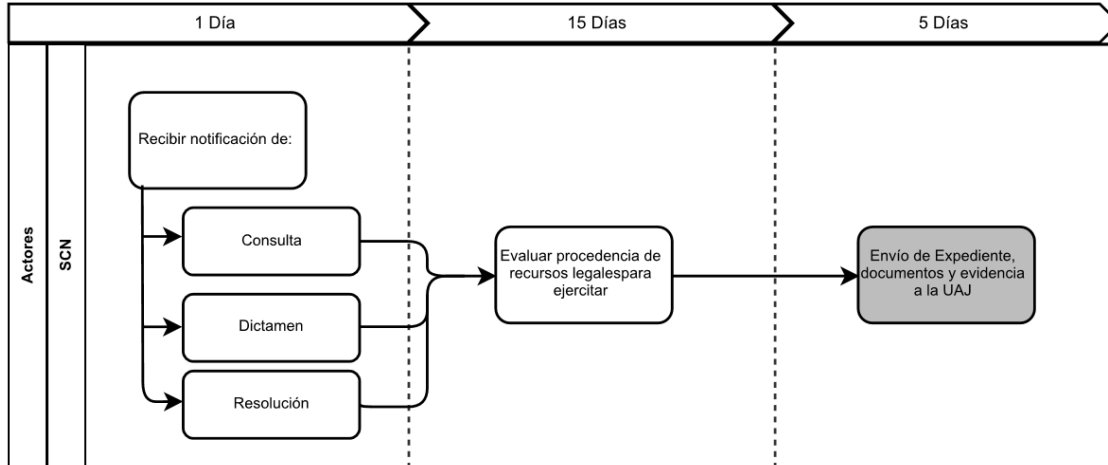 1 Día
15 Días
5 Días
Actores
SCN
Recibir notificación de:
Consulta
Dictamen
Resolución
Evaluar procedencia de
recursos legalespara
ejercitar
Envío de Expediente,
documentos y evidencia
a la UAJ